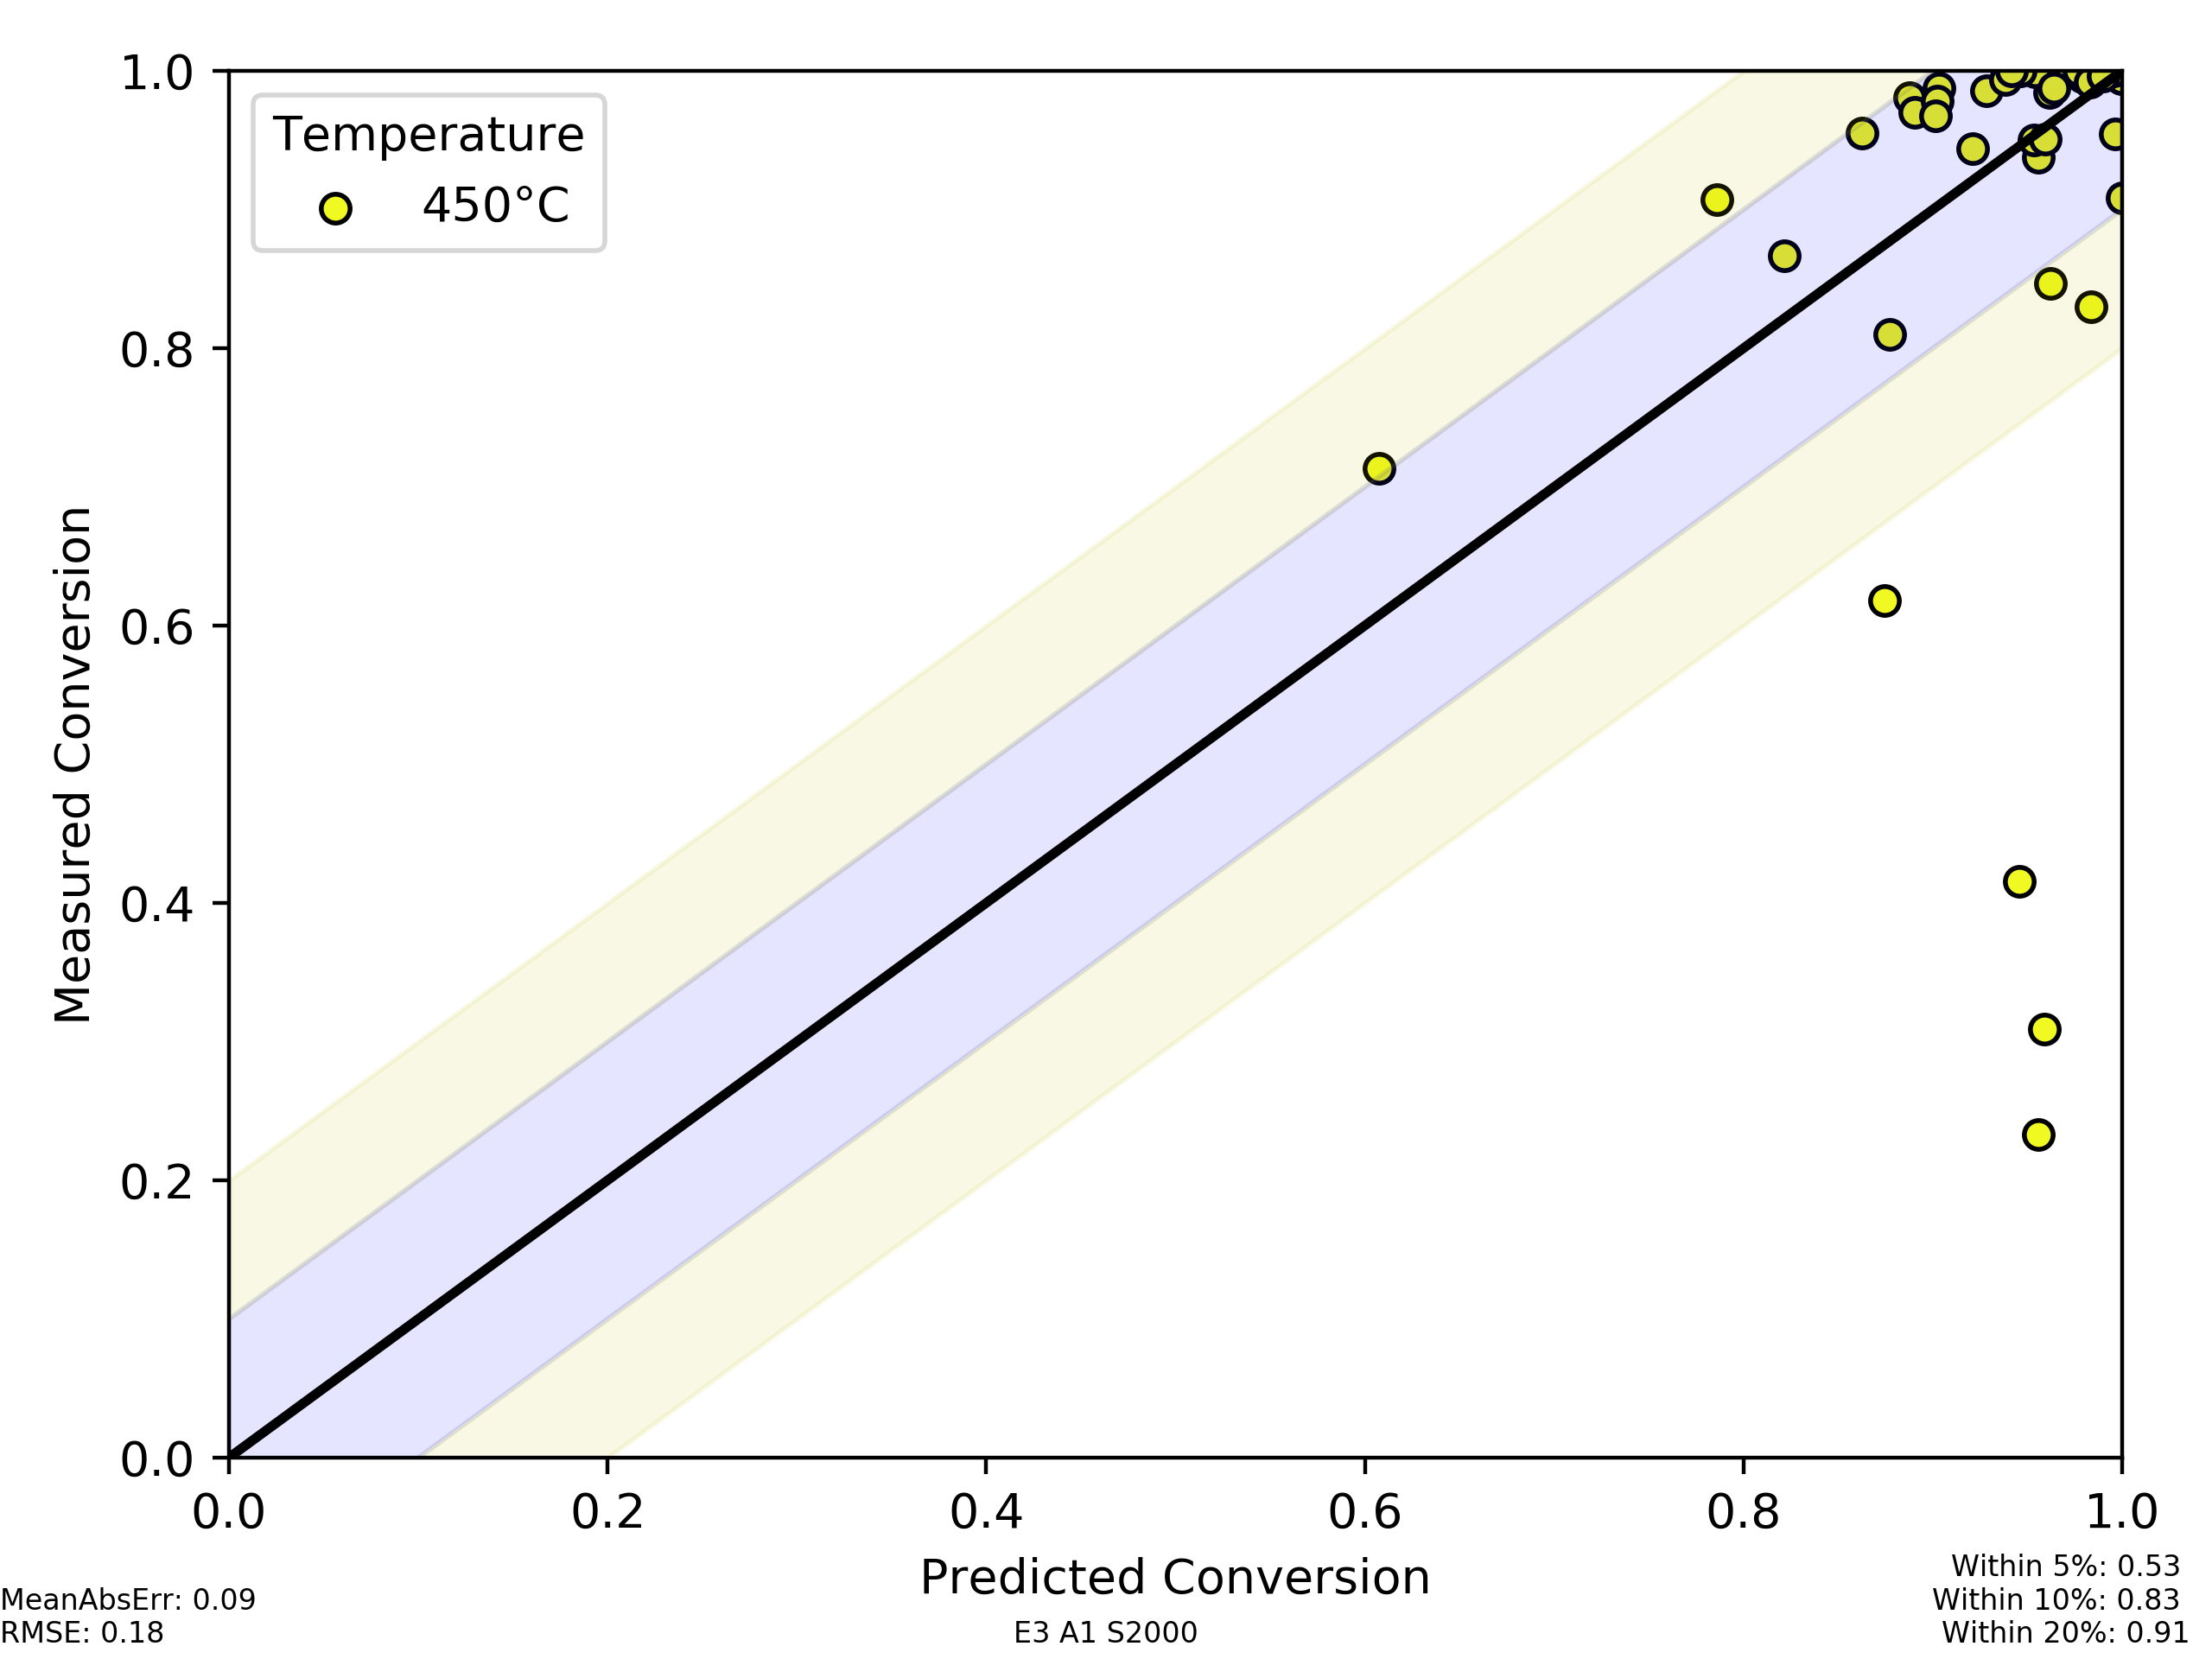 Temperature
450°C
1.0
0.8
0.6
0.4
0.2
0.0
Measured Conversion
0.0 0.2 0.4 0.6 0.8 1.0
Predicted Conversion
MeanAbsErr: 0.09
RMSE: 0.18
E3 A1 S2000
Within 5%: 0.53
Within 10%: 0.83
Within 20%: 0.91